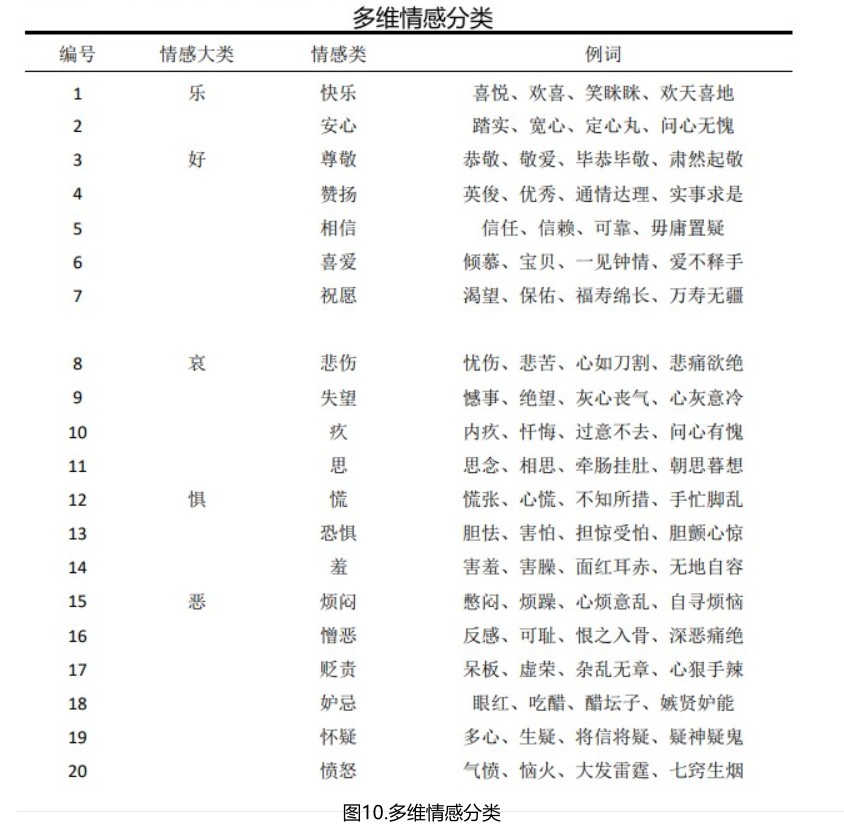 多维情感分类
编号 情感大类 情感类 例词
1 乐 快乐 喜悦、欢喜、笑眯眯、欢天喜地
2 安心 踏实、宽心、定心丸、问心无愧
3 好 尊敬 恭敬、敬爱、毕恭毕敬、肃然起敬
4 赞扬 英俊、优秀、通情达理、实事求是
5 相信 信任、信赖、可靠、毋庸置疑
6 喜爱 倾慕、宝贝、一见钟情、爱不释手
7 祝愿 渴望、保佑、福寿绵长、万寿无疆
8 哀 悲伤 忧伤、悲苦、心如刀割、悲痛欲绝
9 失望 憾事、绝望、灰心丧气、心灰意冷
10 疚 内疚、忏悔、过意不去、问心有愧
11 思 思念、相思、牵肠挂肚、朝思暮想
12 惧 慌 慌张、心慌、不知所措、手忙脚乱
13 恐惧 胆怯、害怕、担惊受怕、胆颤心惊
14 羞 害羞、害臊、面红耳赤、无地自容
15 恶 烦闷 憋闷、烦躁、心烦意乱、自寻烦恼
16 憎恶 反感、可耻、恨之入骨、深恶痛绝
17 贬责 呆板、虚荣、杂乱无章、心狠手辣
18 妒忌 眼红、吃醋、醋坛子、嫉贤妒能
19 怀疑 多心、生疑、将信将疑、疑神疑鬼
20 愤怒 气愤、恼火、大发雷霆、七窍生烟
图10.多维情感分类